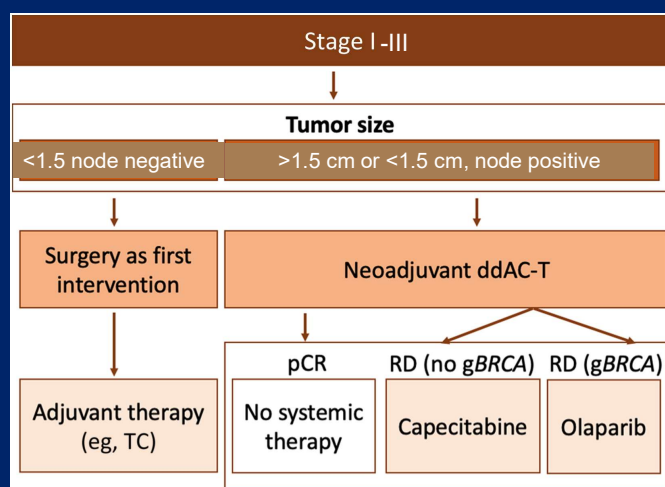 Stage I-III
Tumor size
<1.5 node negative
>1.5 cm or <1.5 cm, node positive
Surgery as first
intervention
Neoadjuvant ddAC-T
pCR
RD (no gBRCA)
RD (gBRCA)
Adjuvant therapy
(eg, TC)
No systemic
therapy
Capecitabine
Olaparib